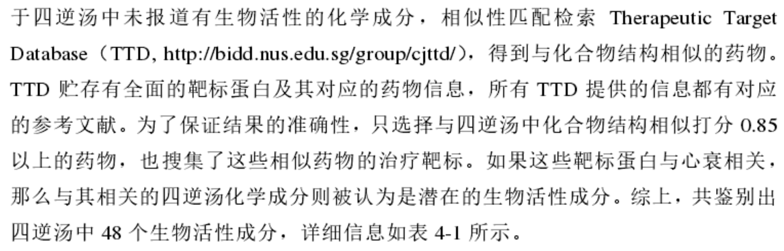 于四逆汤中未报道有生物活性的化学成分，相似性匹配检索 Therapeutic Target
Database（TTD, http://bidd.nus.edu.sg/group/cjttd/），得到与化合物结构相似的药物。
TTD 贮存有全面的靶标蛋白及其对应的药物信息，所有 TTD 提供的信息都有对应
的参考文献。为了保证结果的准确性，只选择与四逆汤中化合物结构相似打分 0.85
以上的药物，也搜集了这些相似药物的治疗靶标。如果这些靶标蛋白与心衰相关，
那么与其相关的四逆汤化学成分则被认为是潜在的生物活性成分。综上，共鉴别出
四逆汤中 48 个生物活性成分，详细信息如表 4-1 所示。